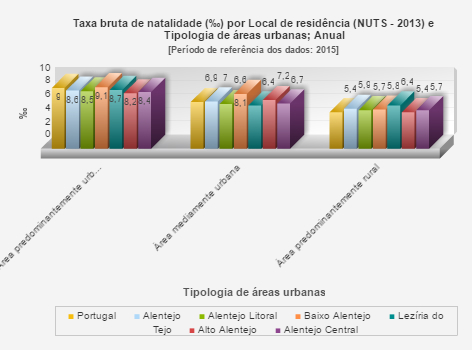 Taxa bruta de natalidade (‰) por Local de residência (NUTS - 2013) e
Tipologia de áreas urbanas; Anual
[Período de referência dos dados: 2015]
10
8
6
4
2
0
‰
9 8,6 8,5 9,1 8,7 8,2 8,4
6,9 7 8,1 6,6 6,4 7,2 6,7
5,4 5,9 5,7 5,8 6,4 5,4 5,7
Área predominantemente urb...
Área mediamente urbana
Área predominantemente rural
Tipologia de áreas urbanas
Portugal Alentejo Alentejo Litoral Baixo Alentejo Lezíria do
Tejo Alto Alentejo Alentejo Central